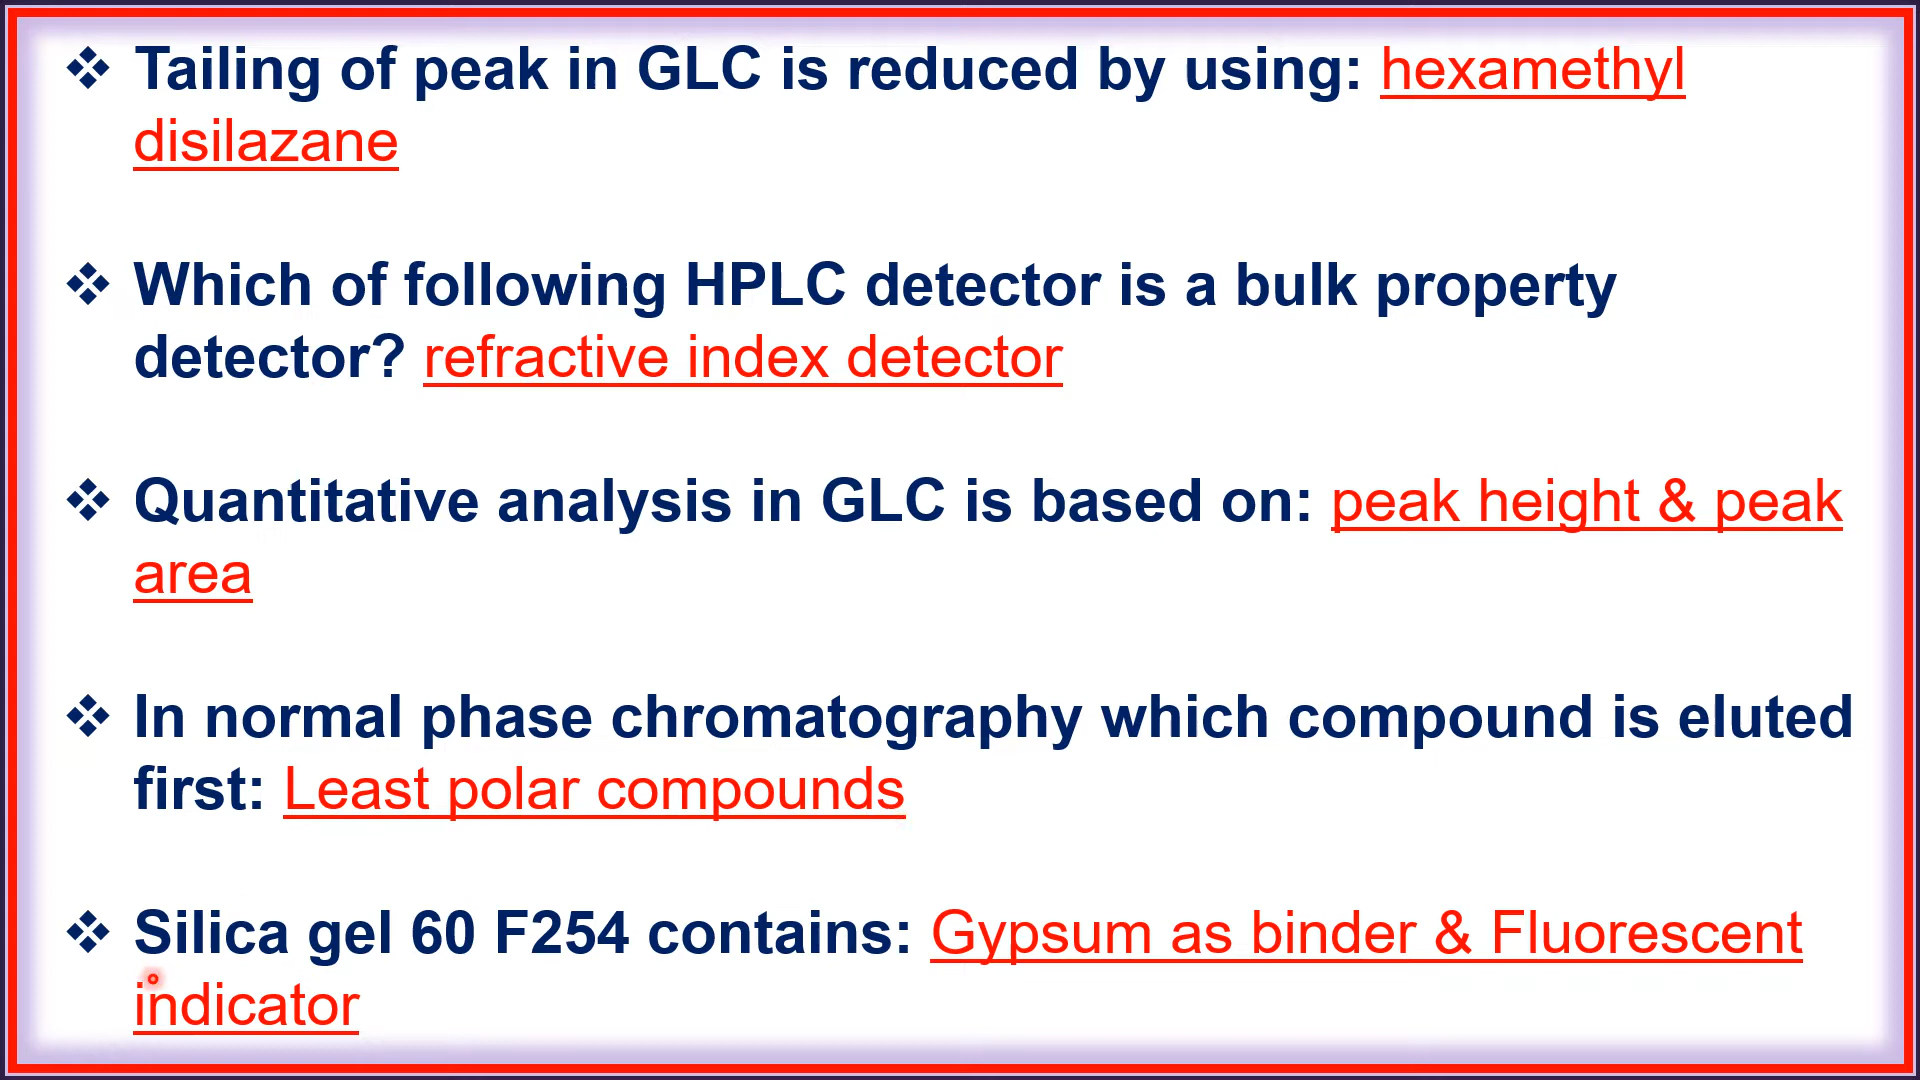 ❖ Tailing of peak in GLC is reduced by using: hexamethyl
disilazane
❖ Which of following HPLC detector is a bulk property
detector? refractive index detector
❖ Quantitative analysis in GLC is based on: peak height & peak
area
❖ In normal phase chromatography which compound is eluted
first: Least polar compounds
❖ Silica gel 60 F254 contains: Gypsum as binder & Fluorescent
indicator